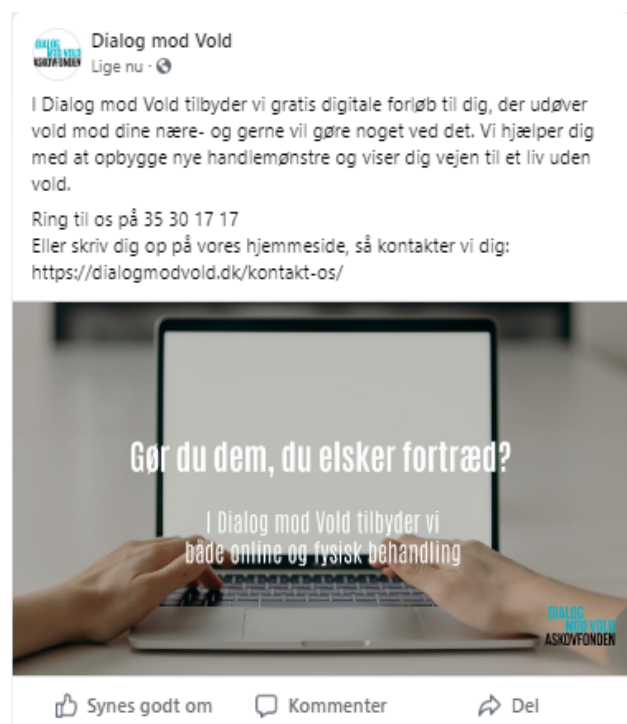 DIALOG
MOD VOLD
ASKOVFONDEN
Dialog mod Vold
Lige nu ·
I Dialog mod Vold tilbyder vi gratis digitale forløb til dig, der udøver
vold mod dine nære- og gerne vil gøre noget ved det. Vi hjælper dig
med at opbygge nye handlemønstre og viser dig vejen til et liv uden
vold.
Ring til os på 35 30 17 17
Eller skriv dig op på vores hjemmeside, så kontakter vi dig:
https://dialogmodvold.dk/kontakt-os/
Gør du dem, du elsker fortræd?
I Dialog mod Vold tilbyder vi
både online og fysisk behandling
DIALOG
MOD VOLD
ASKOVFONDEN
Synes godt om
Kommenter
Del